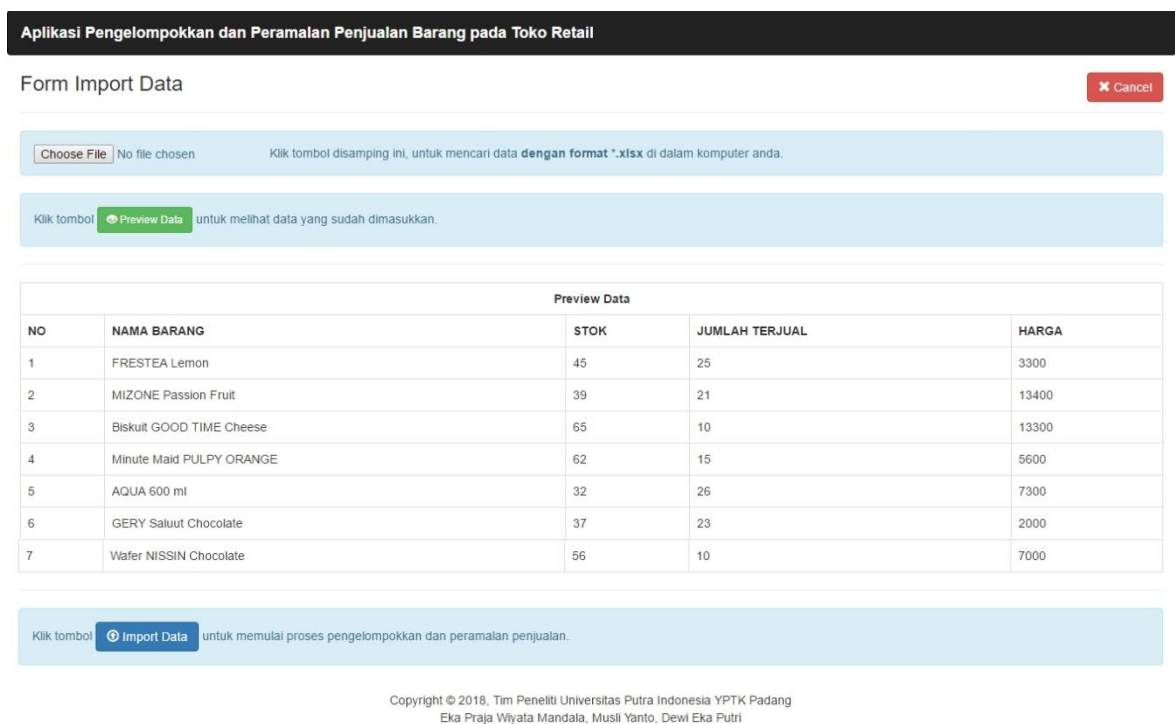 Aplikasi Pengelompokkan dan Peramalan Penjualan Barang pada Toko Retail
Form Import Data
Cancel
Choose File No file chosen Klik tombol disamping ini, untuk mencari data dengan format *.xlsx di dalam komputer anda.
Klik tombol Preview Data untuk melihat data yang sudah dimasukkan.
Preview Data
NO NAMA BARANG STOK JUMLAH TERJUAL HARGA
1 FRESTEA Lemon 45 25 3300
2 MIZONE Passion Fruit 39 21 13400
3 Biskuit GOOD TIME Cheese 65 10 13300
4 Minute Maid PULPY ORANGE 62 15 5600
5 AQUA 600 ml 32 26 7300
6 GERY Saluut Chocolate 37 23 2000
7 Wafer NISSIN Chocolate 56 10 7000
Klik tombol Import Data untuk memulai proses pengelompokkan dan peramalan penjualan.
Copyright © 2018, Tim Peneliti Universitas Putra Indonesia YPTK Padang
Eka Praja Wiyata Mandala, Musli Yanto, Dewi Eka Putri